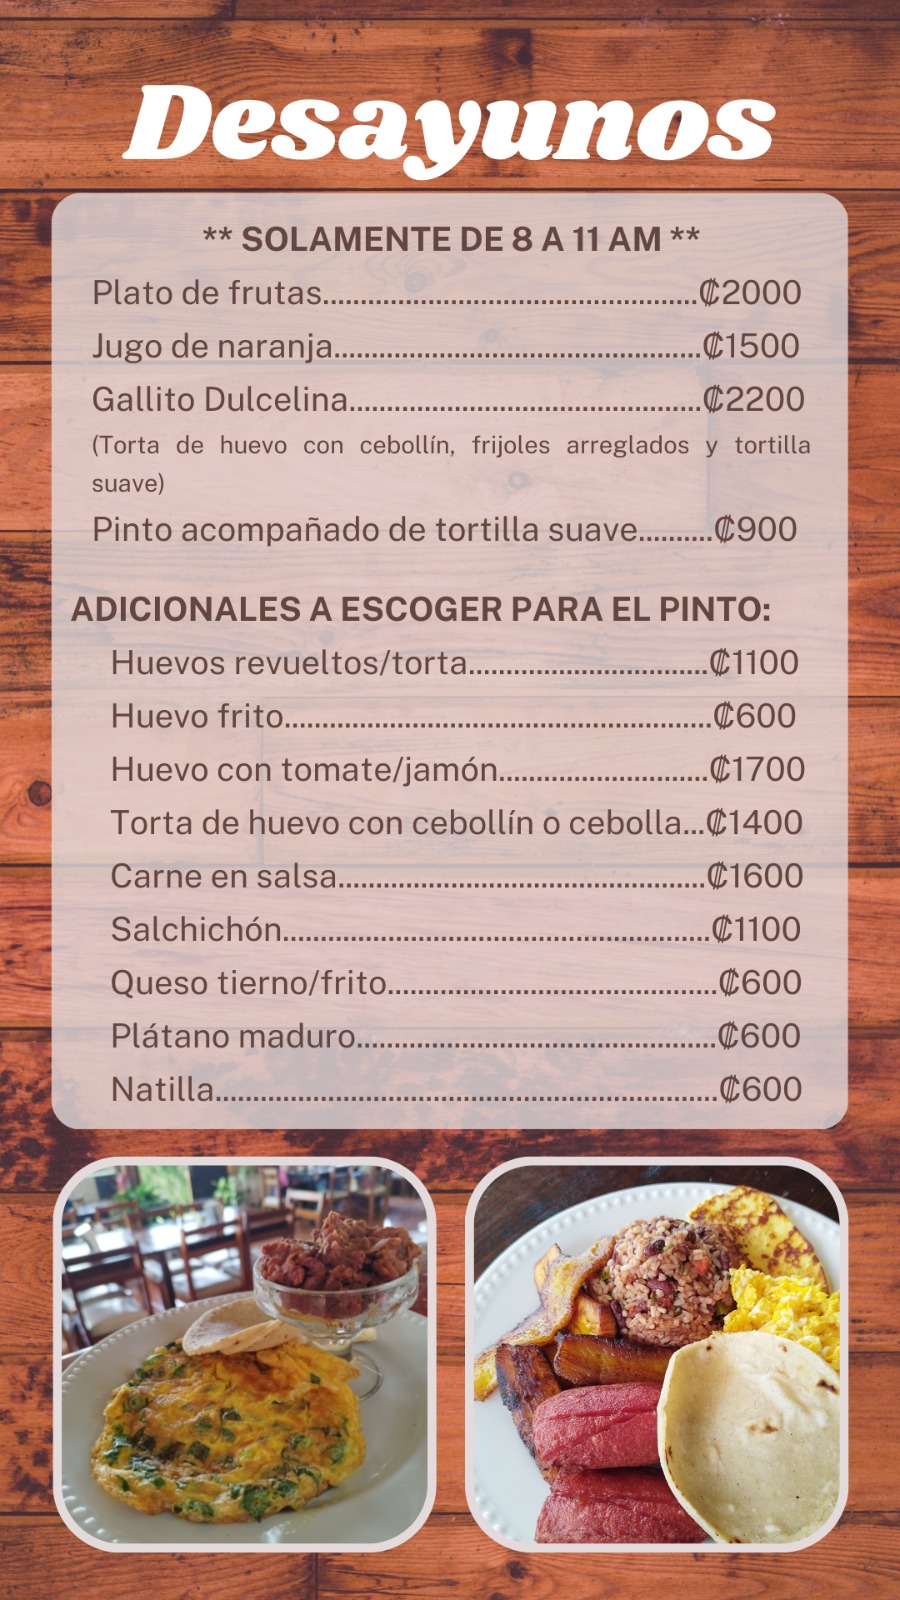 Desayunos
** SOLAMENTE DE 8 A 11 AM **
Plato de frutas.................................................₡2000
Jugo de naranja................................................₡1500
Gallito Dulcelina..............................................₡2200
(Torta de huevo con cebollín, frijoles arreglados y tortilla
suave)
Pinto acompañado de tortilla suave..........₡900
ADICIONALES A ESCOGER PARA EL PINTO:
Huevos revueltos/torta................................₡1100
Huevo frito........................................................₡600
Huevo con tomate/jamón............................₡1700
Torta de huevo con cebollín o cebolla...₡1400
Carne en salsa................................................₡1600
Salchichón........................................................₡1100
Queso tierno/frito...........................................₡600
Plátano maduro...............................................₡600
Natilla..................................................................₡600